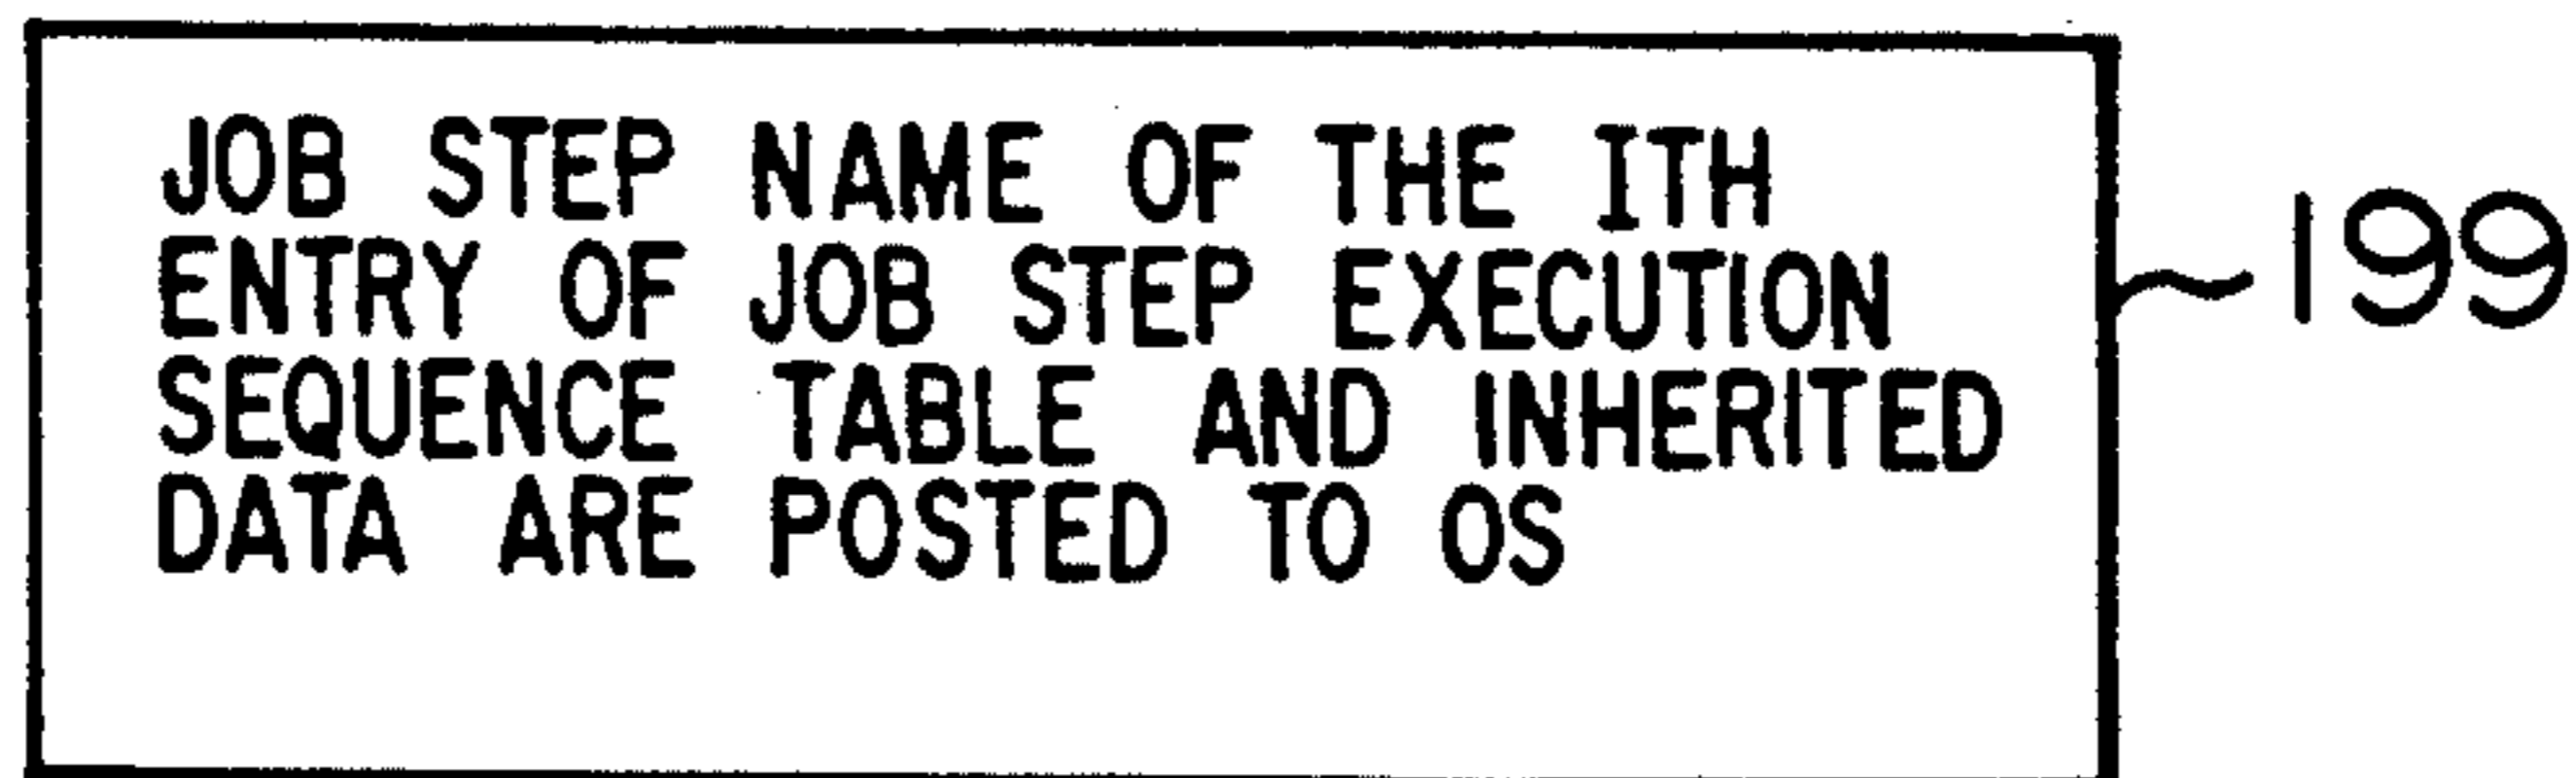 JOB STEP NAME OF THE ITH
ENTRY OF JOB STEP EXECUTION
SEQUENCE TABLE AND INHERITED
DATA ARE POSTED TO OS
199